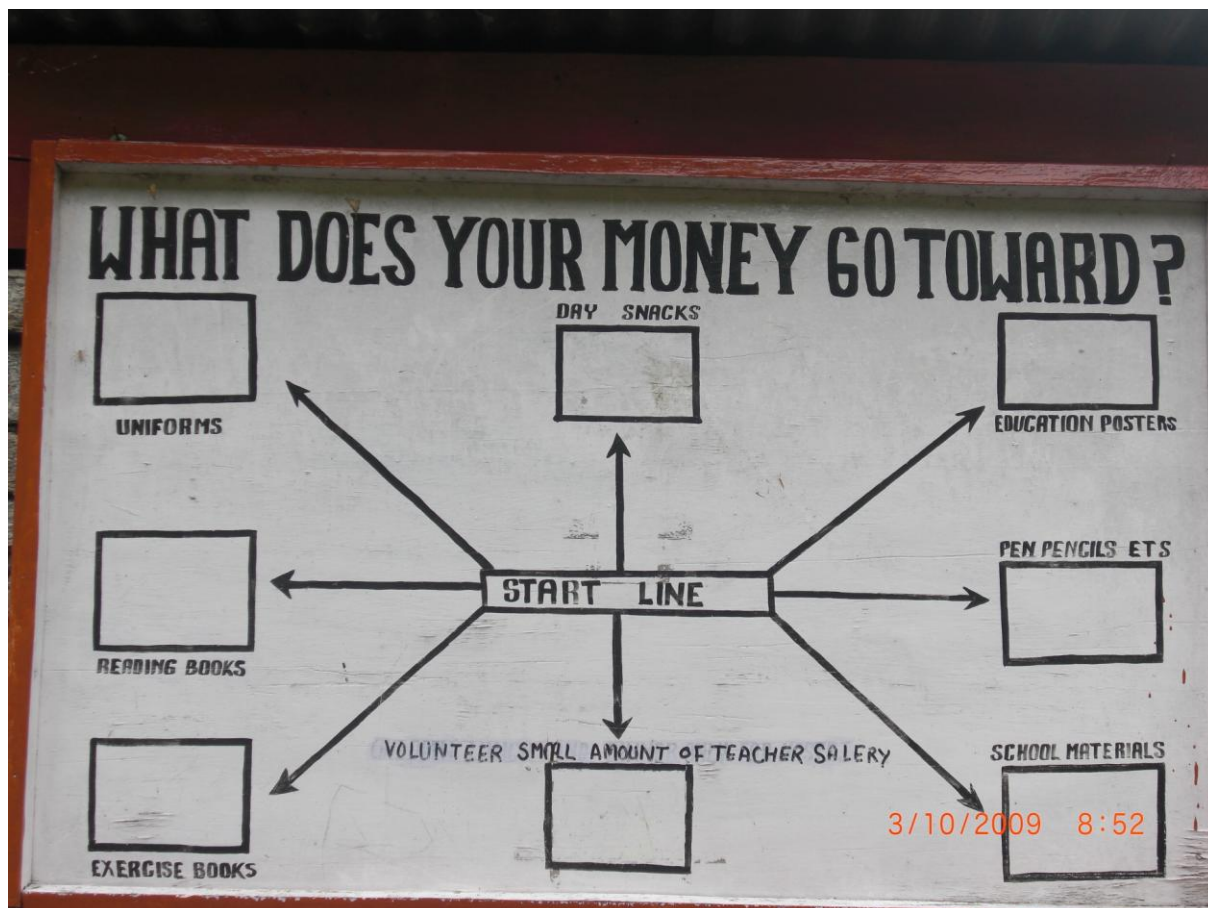 WHAT DOES YOUR MONEY GO TOWARD?
DAY SNACKS
UNIFORMS
EDUCATION POSTERS
PEN PENCILS ETS
START LINE
READING BOOKS
VOLUNTEER SMALL AMOUNT OF TEACHER SALERY
SCHOOL MATERIALS
EXERCISE BOOKS
3/10/2009 8:52